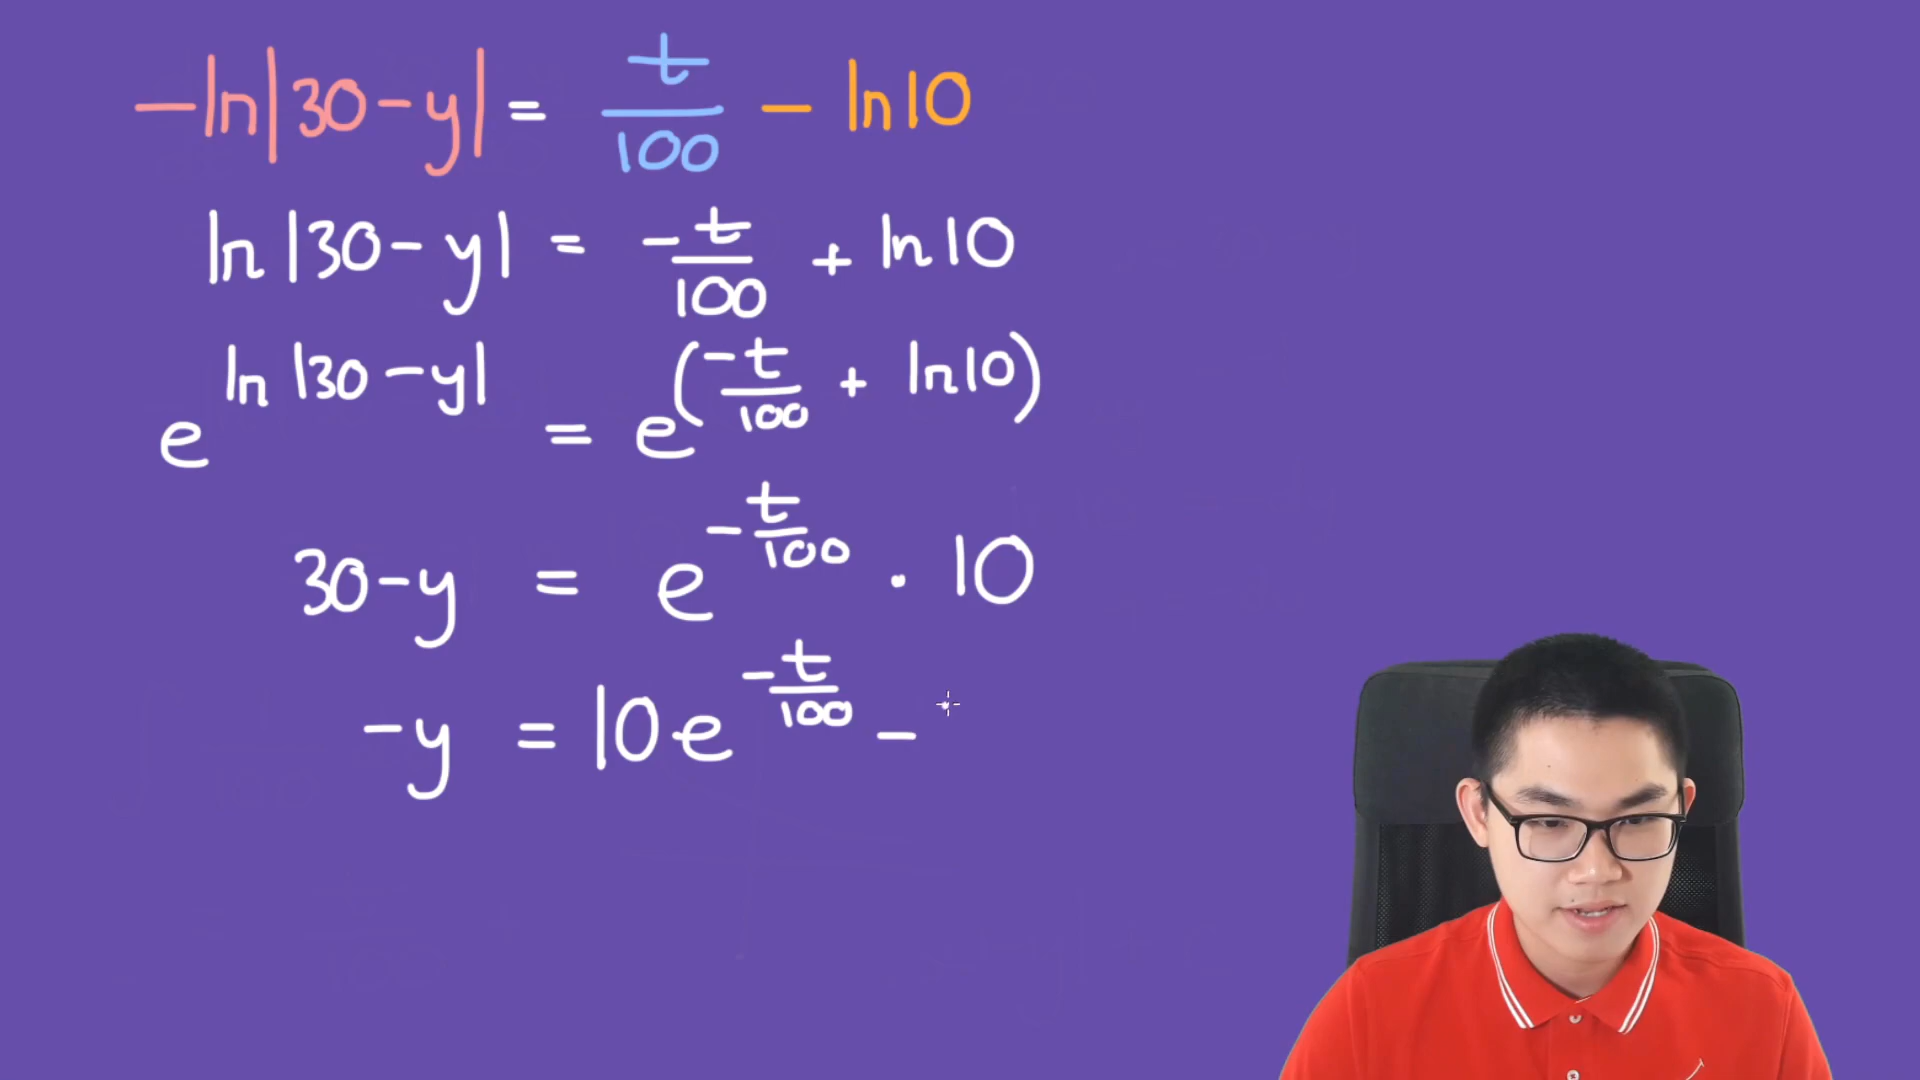 -ln|30-y| = t/100 - ln10
ln|30-y| = -t/100 + ln10
e^ln|30-y| = e^(-t/100 + ln10)
30-y = e^-t/100 · 10
-y = 10e^-t/100 -